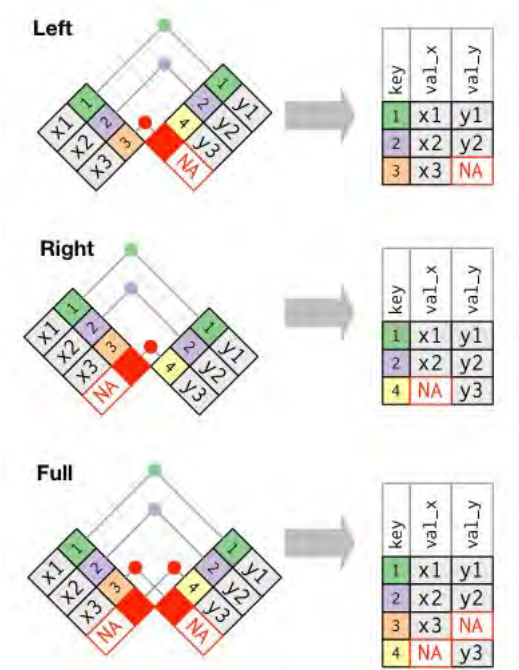 Left
1 x1
2 x2
3 x3
1 y1
2 y2
4 y3
NA
key val_x val_y
1 x1 y1
2 x2 y2
3 x3 NA
Right
1 x1
2 x2
3 x3
NA
1 y1
2 y2
4 y3
key val_x val_y
1 x1 y1
2 x2 y2
4 NA y3
Full
1 x1
2 x2
3 x3
NA
1 y1
2 y2
4 y3
NA
key val_x val_y
1 x1 y1
2 x2 y2
3 x3 NA
4 NA y3